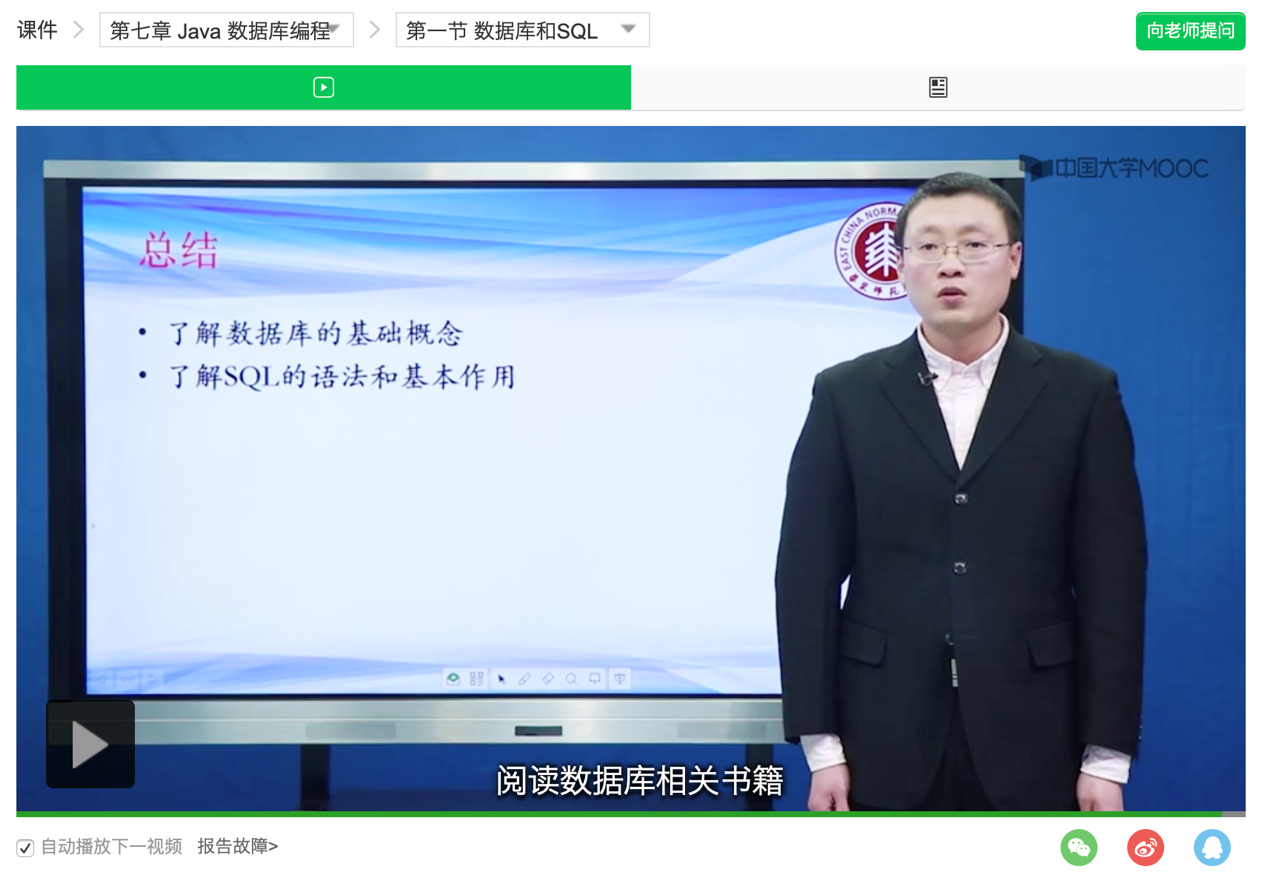 课件
第七章 Java 数据库编程
第一节 数据库和SQL
向老师提问
中国大学MOOC
EAST CHINA NORM
总结
• 了解数据库的基础概念
• 了解SQL的语法和基本作用
阅读数据库相关书籍
自动播放下一视频 报告故障>